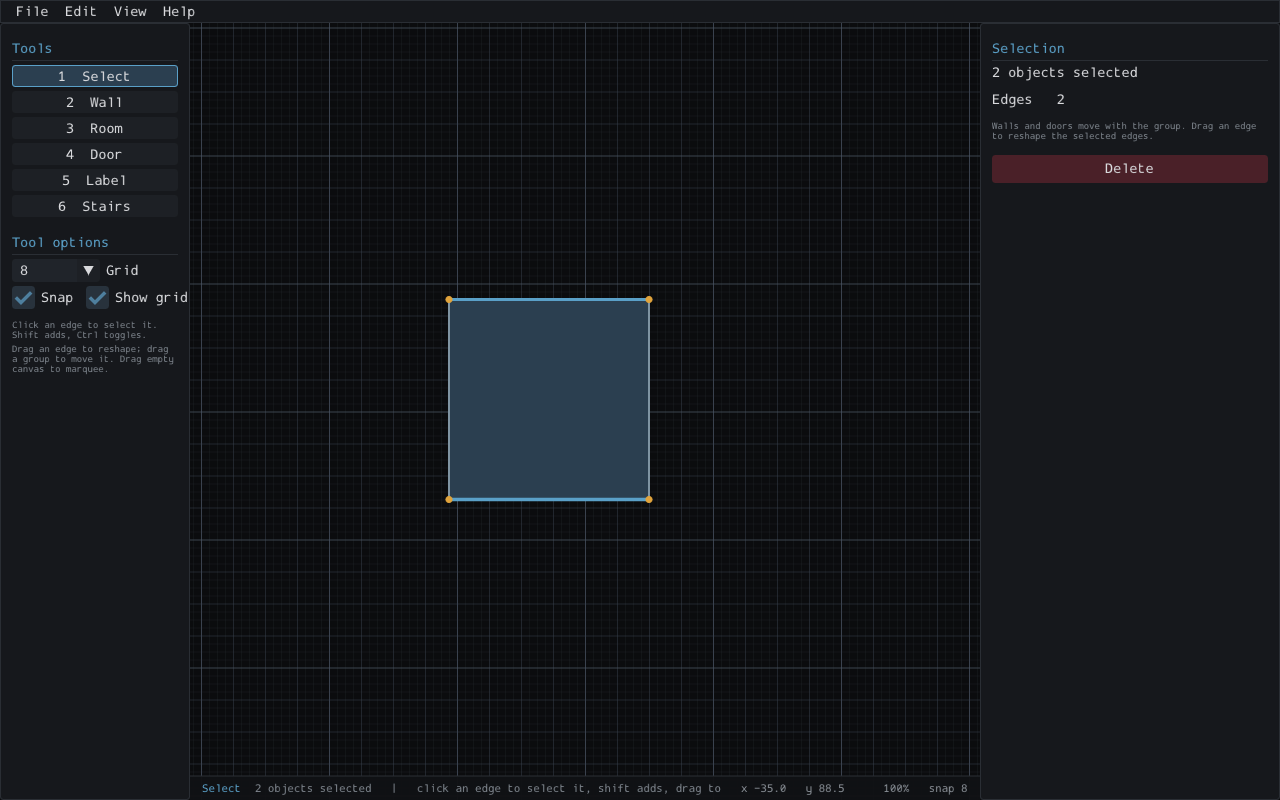 File Edit View Help
Tools
1 Select
2 Wall
3 Room
4 Door
5 Label
6 Stairs
Tool options
8 ▼ Grid
Snap Show grid
Click an edge to select it.
Shift adds, Ctrl toggles.
Drag an edge to reshape; drag
a group to move it. Drag empty
canvas to marquee.
Selection
2 objects selected
Edges 2
Walls and doors move with the group. Drag an edge
to reshape the selected edges.
Delete
Select 2 objects selected | click an edge to select it, shift adds, drag to x -35.0 y 88.5 100% snap 8